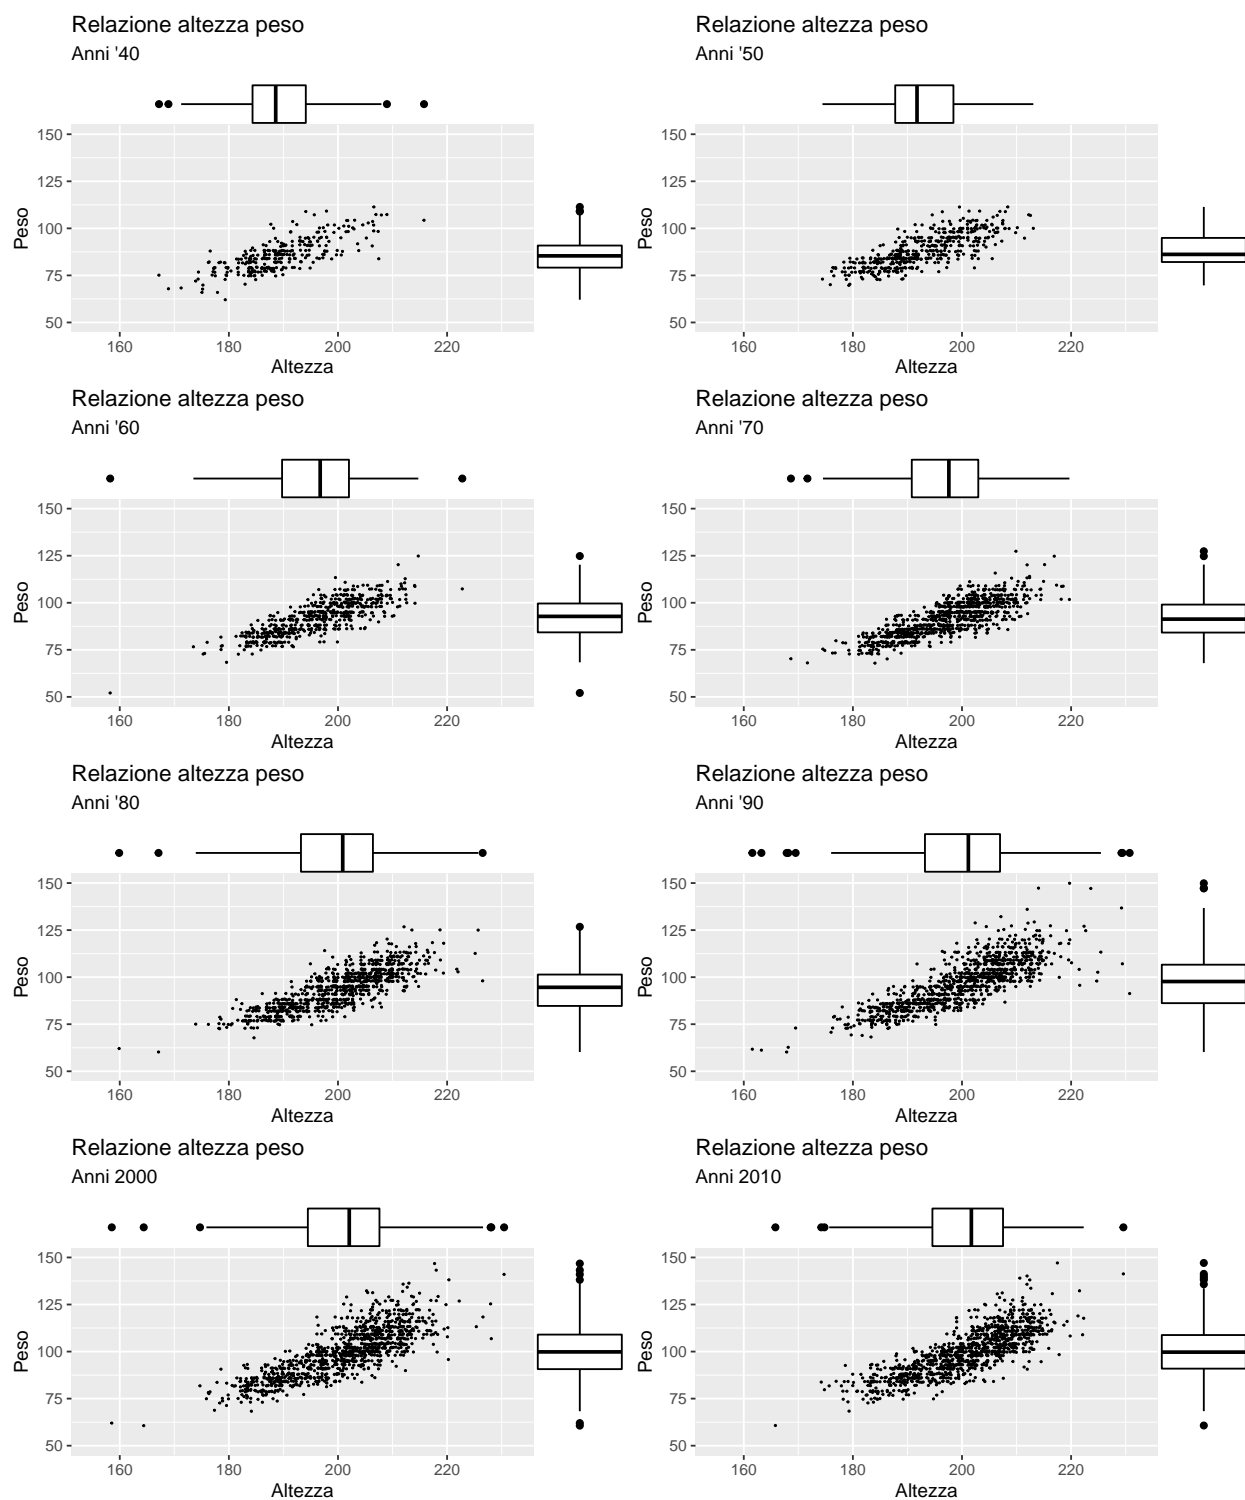 Relazione altezza peso
Anni '40
150
125
100
75
50
Peso
160 180 200 220
Altezza
Relazione altezza peso
Anni '50
150
125
100
75
50
Peso
160 180 200 220
Altezza
Relazione altezza peso
Anni '60
150
125
100
75
50
Peso
160 180 200 220
Altezza
Relazione altezza peso
Anni '70
150
125
100
75
50
Peso
160 180 200 220
Altezza
Relazione altezza peso
Anni '80
150
125
100
75
50
Peso
160 180 200 220
Altezza
Relazione altezza peso
Anni '90
150
125
100
75
50
Peso
160 180 200 220
Altezza
Relazione altezza peso
Anni 2000
150
125
100
75
50
Peso
160 180 200 220
Altezza
Relazione altezza peso
Anni 2010
150
125
100
75
50
Peso
160 180 200 220
Altezza